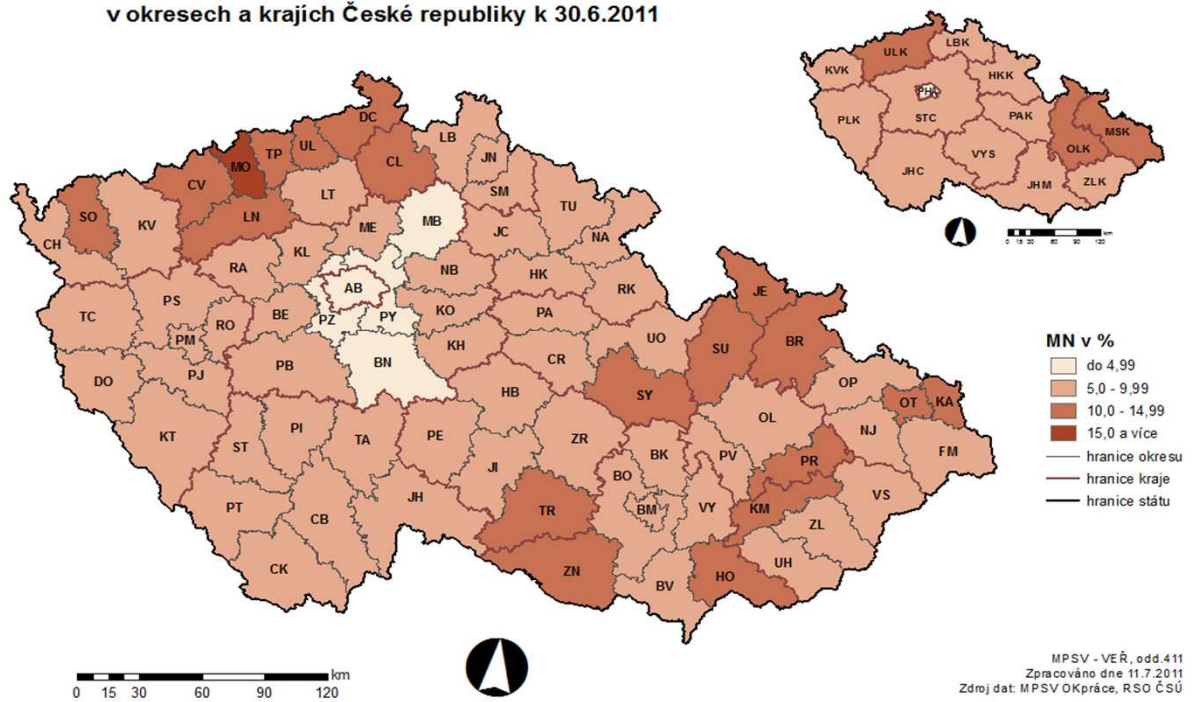 v okresech a krajích České republiky k 30.6.2011
ULK
LBK
KVK
HKK
PHA
PLK
STC
PAK
MSK
OLK
VYS
JHC
JHM
ZLK
km
0 15 30 60 90 120
DC
LB
UL
TP
MO
CL
JN
CV
LT
SM
SO
KV
LN
ME
MB
TU
CH
JC
NA
KL
RA
NB
HK
AB
RK
JE
PS
TC
RO
BE
PZ
PY
KO
PA
PM
UO
SU
BR
KH
CR
DO
PJ
PB
BN
OP
HB
SY
OT
KA
OL
KT
ST
PI
TA
PE
ZR
NJ
FM
BK
PV
PR
JI
BO
VS
PT
JH
TR
BM
VY
KM
CB
ZL
CK
ZN
BV
HO
UH
MN v %
do 4,99
5,0 - 9,99
10,0 - 14,99
15,0 a více
hranice okresu
hranice kraje
hranice státu
km
0 15 30 60 90 120
MPSV - VEŘ, odd.411
Zpracováno dne 11.7.2011
Zdroj dat: MPSV OKpráce, RSO ČSÚ